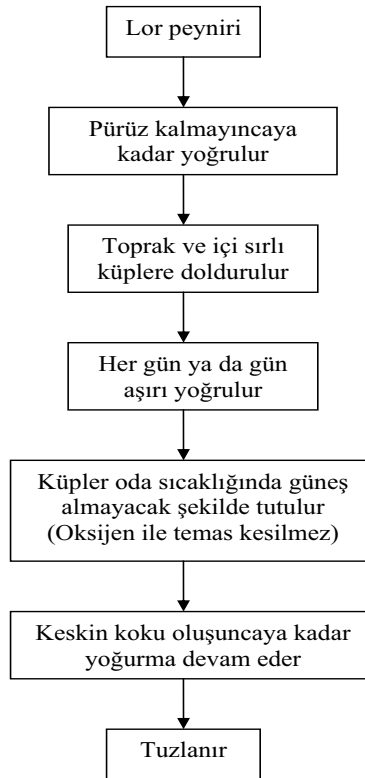 Lor peyniri
Pürüz kalmayıncaya
kadar yoğrulur
Toprak ve içi sırlı
küplere doldurulur
Her gün ya da gün
aşırı yoğrulur
Küpler oda sıcaklığında güneş
almayacak şekilde tutulur
(Oksijen ile temas kesilmez)
Keskin koku oluşuncaya kadar
yoğurma devam eder
Tuzlanır